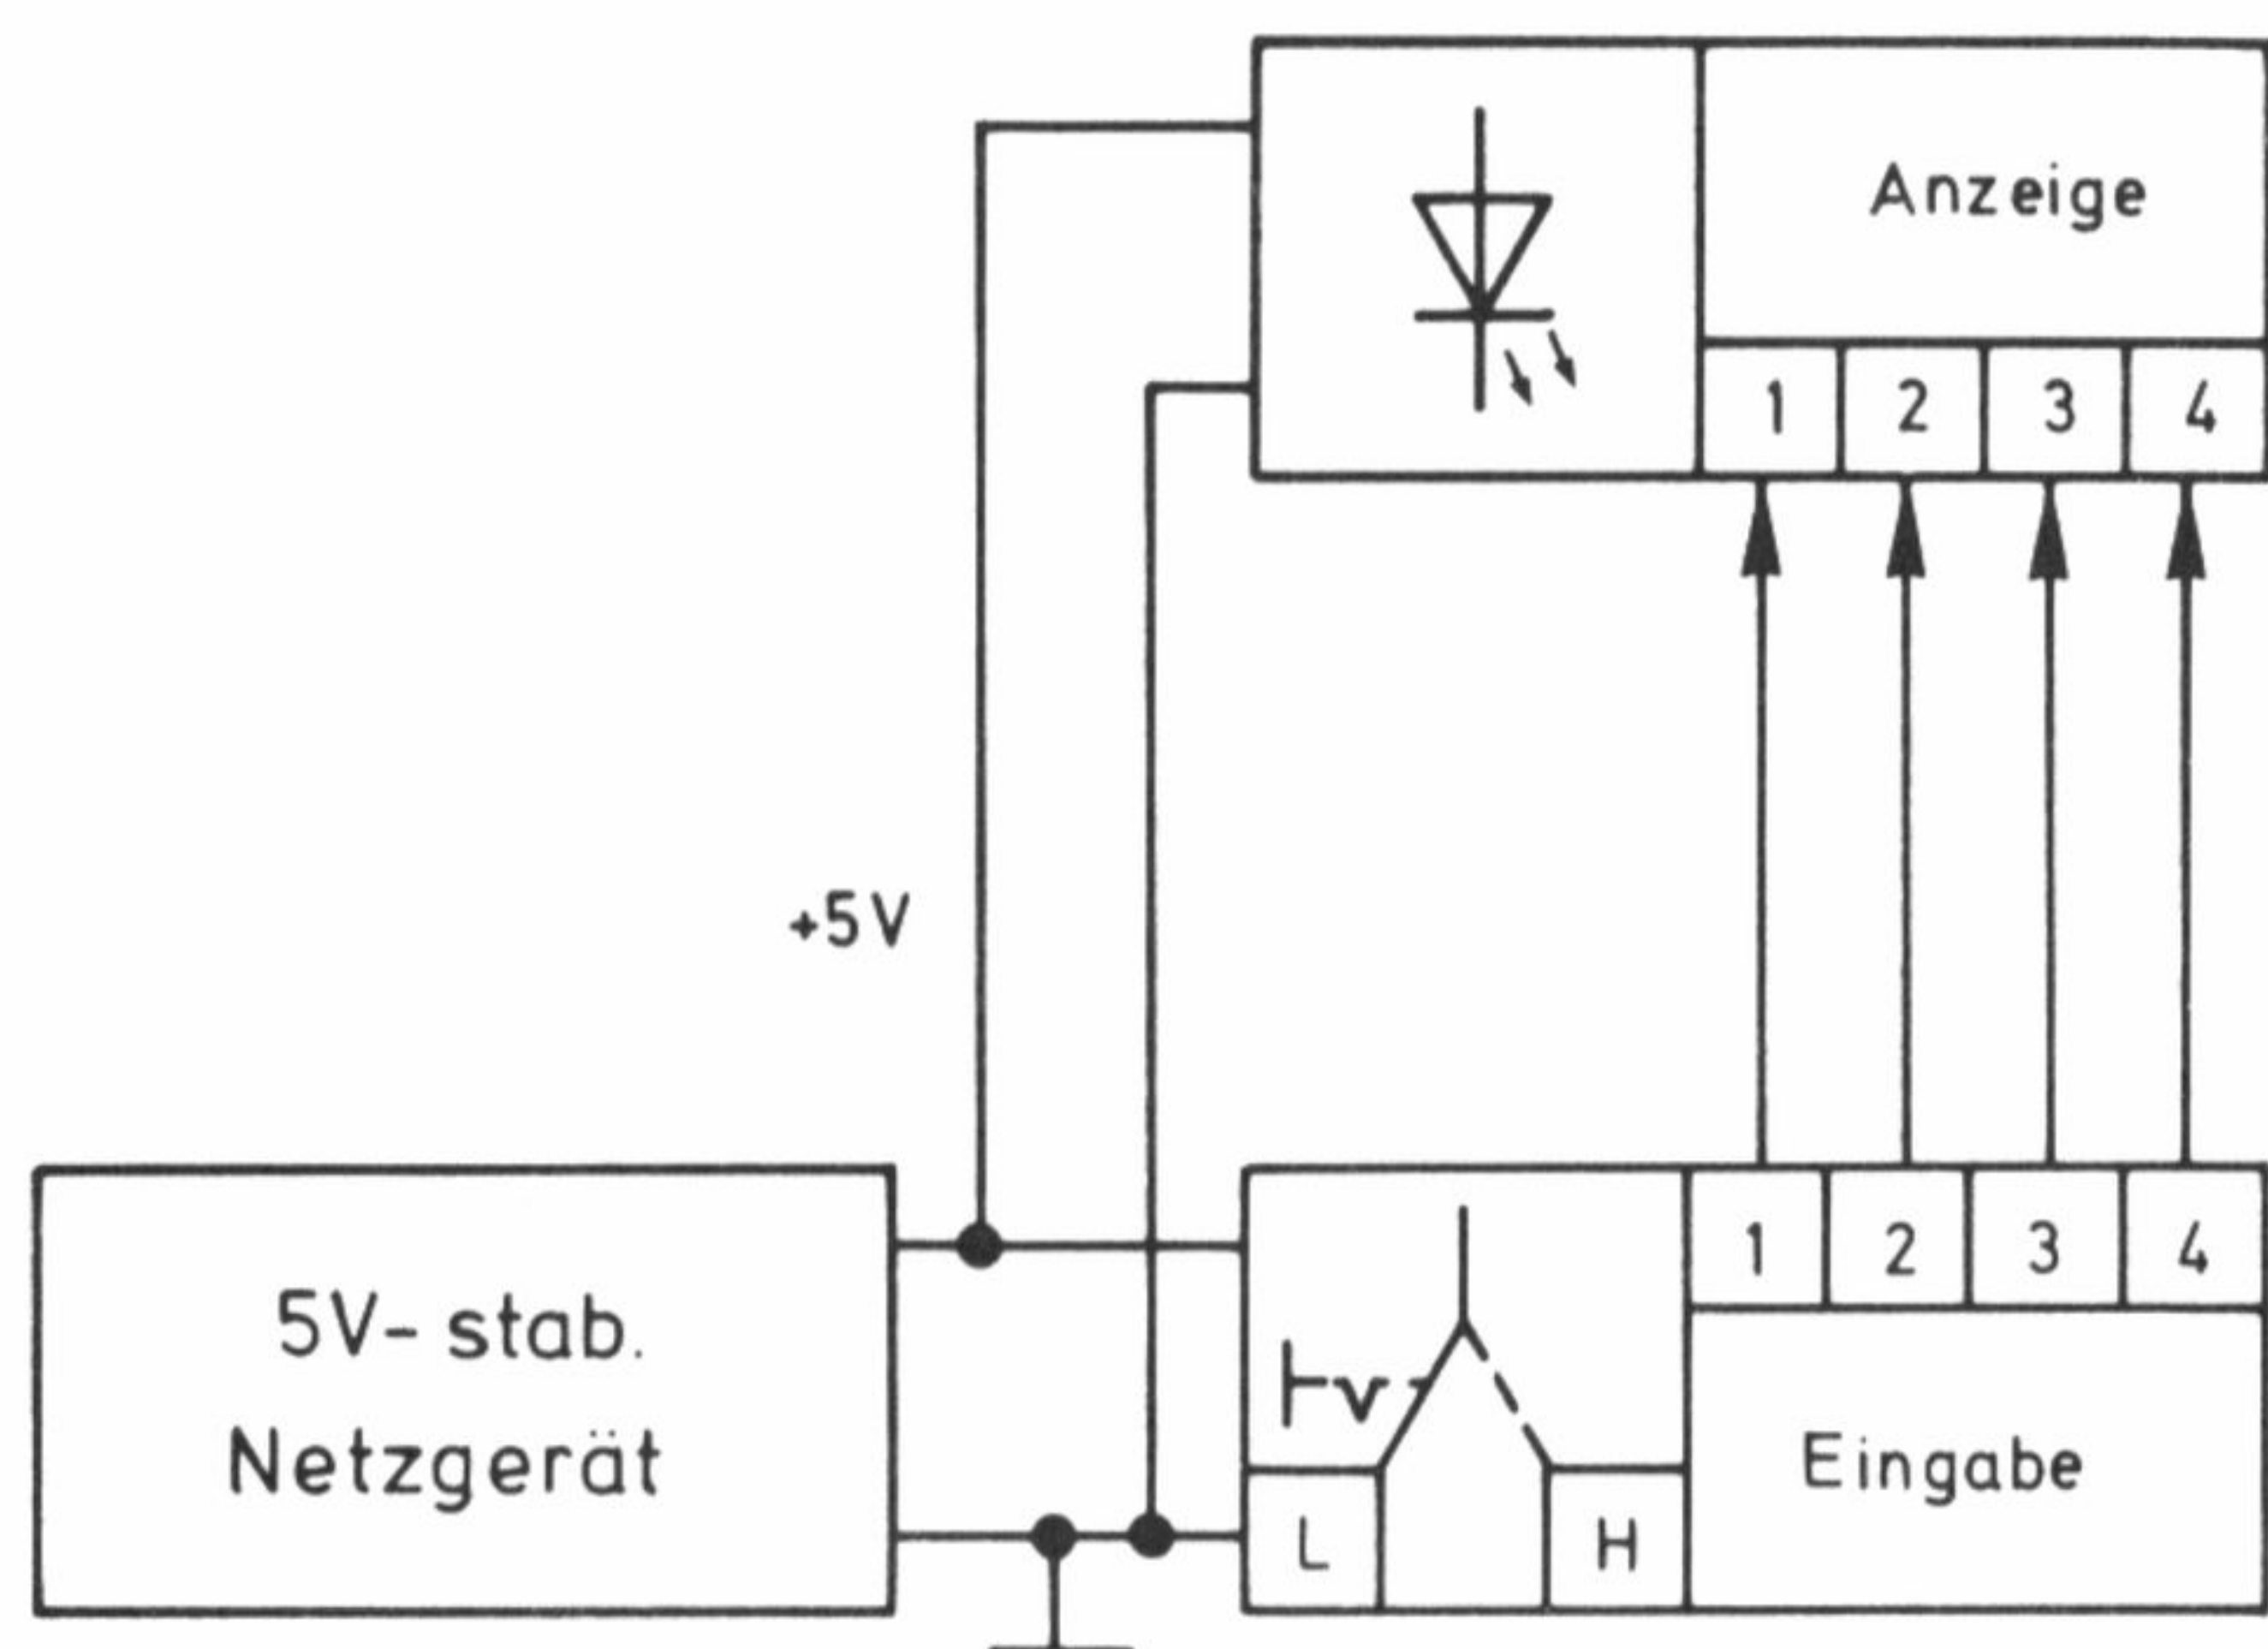 Anzeige
1 2 3 4
+5V
1 2 3 4
5V- stab.
Netzgerät
Eingabe
L H